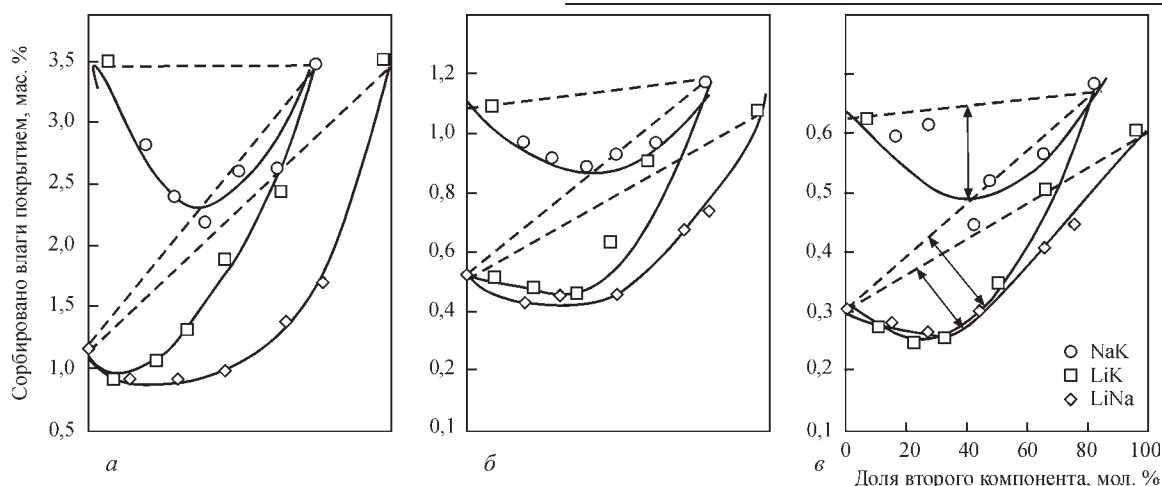 Сорбировано влаги покрытием, мас. %
3,5
3,0
2,5
2,0
1,5
1,0
0,5
а
1,2
1,0
0,8
0,6
0,4
0,2
0,1
б
0,6
0,5
0,4
0,3
0,2
0,1
в
NaK
LiK
LiNa
0 20 40 60 80 100
Доля второго компонента, мол. %